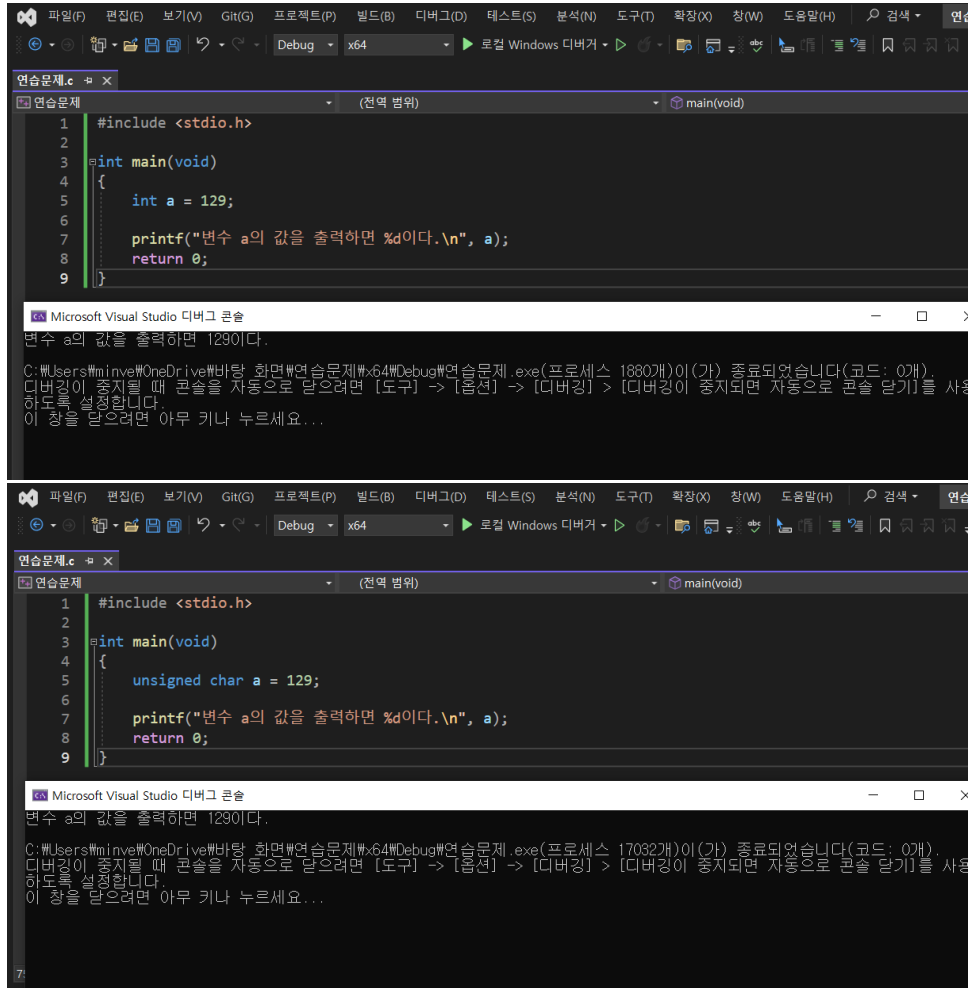 파일(F) 편집(E) 보기(V) Git(G) 프로젝트(P) 빌드(B) 디버그(D) 테스트(S) 분석(N) 도구(T) 확장(X) 창(W) 도움말(H) 검색 연습
Debug x64 로컬 Windows 디버거
연습문제.c
연습문제 (전역 범위) main(void)
1 #include <stdio.h>
2
3 int main(void)
4 {
5 int a = 129;
6
7 printf("변수 a의 값을 출력하면 %d이다.\n", a);
8 return 0;
9 }
Microsoft Visual Studio 디버그 콘솔
변수 a의 값을 출력하면 129이다.
C:₩Users₩minve₩OneDrive₩바탕 화면₩연습문제₩x64₩Debug₩연습문제.exe(프로세스 1880개)이(가) 종료되었습니다(코드: 0개).
디버깅이 중지될 때 콘솔을 자동으로 닫으려면 [도구] -> [옵션] -> [디버깅] > [디버깅이 중지되면 자동으로 콘솔 닫기]를 사용
하도록 설정합니다.
이 창을 닫으려면 아무 키나 누르세요...
파일(F) 편집(E) 보기(V) Git(G) 프로젝트(P) 빌드(B) 디버그(D) 테스트(S) 분석(N) 도구(T) 확장(X) 창(W) 도움말(H) 검색 연습
Debug x64 로컬 Windows 디버거
연습문제.c
연습문제 (전역 범위) main(void)
1 #include <stdio.h>
2
3 int main(void)
4 {
5 unsigned char a = 129;
6
7 printf("변수 a의 값을 출력하면 %d이다.\n", a);
8 return 0;
9 }
Microsoft Visual Studio 디버그 콘솔
변수 a의 값을 출력하면 129이다.
C:₩Users₩minve₩OneDrive₩바탕 화면₩연습문제₩x64₩Debug₩연습문제.exe(프로세스 17032개)이(가) 종료되었습니다(코드: 0개).
디버깅이 중지될 때 콘솔을 자동으로 닫으려면 [도구] -> [옵션] -> [디버깅] > [디버깅이 중지되면 자동으로 콘솔 닫기]를 사용
하도록 설정합니다.
이 창을 닫으려면 아무 키나 누르세요...